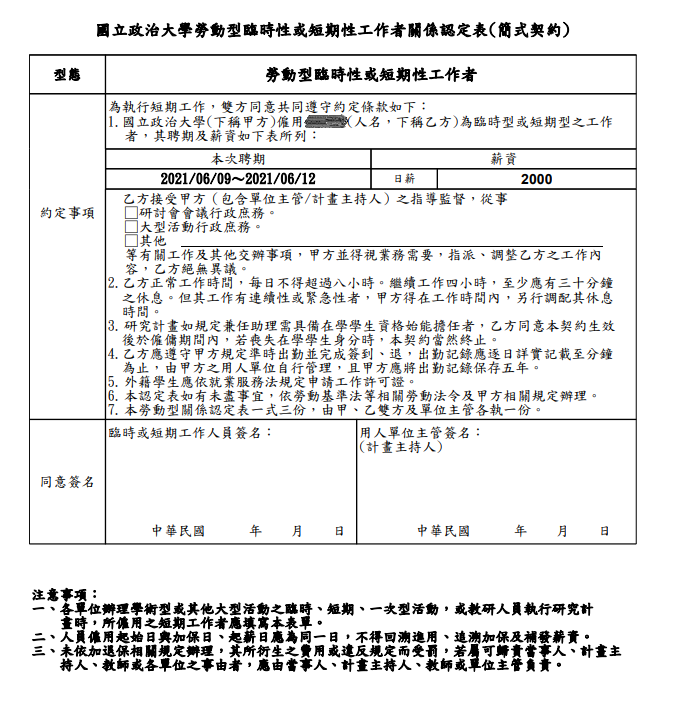 國立政治大學勞動型臨時性或短期性工作者關係認定表(簡式契約)
型態
勞動型臨時性或短期性工作者
約定事項
為執行短期工作，雙方同意共同遵守約定條款如下：
1. 國立政治大學(下稱甲方)僱用(人名，下稱乙方)為臨時型或短期型之工作
者，其聘期及薪資如下表所列：
本次聘期
薪資
2021/06/09～2021/06/12
日薪
2000
乙方接受甲方（包含單位主管/計畫主持人）之指導監督，從事
□研討會會議行政庶務。
□大型活動行政庶務。
□其他
等有關工作及其他交辦事項，甲方並得視業務需要，指派、調整乙方之工作內
容，乙方絕無異議。
2. 乙方正常工作時間，每日不得超過八小時。繼續工作四小時，至少應有三十分鐘
之休息。但其工作有連續性或緊急性者，甲方得在工作時間內，另行調配其休息
時間。
3. 研究計畫如規定兼任助理需具備在學學生資格始能擔任者，乙方同意本契約生效
後於僱傭期間內，若喪失在學學生身分時，本契約當然終止。
4. 乙方應遵守甲方規定準時出勤並完成簽到、退，出勤記錄應逐日詳實記載至分鐘
為止，由甲方之用人單位自行管理，且甲方應將出勤記錄保存五年。
5. 外籍學生應依就業服務法規定申請工作許可證。
6. 本認定表如有未盡事宜，依勞動基準法等相關勞動法令及甲方相關規定辦理。
7. 本勞動型關係認定表一式三份，由甲、乙雙方及單位主管各執一份。
同意簽名
臨時或短期工作人員簽名：
用人單位主管簽名：
(計畫主持人)
中華民國 年 月 日
中華民國 年 月 日
注意事項：
一、各單位辦理學術型或其他大型活動之臨時、短期、一次型活動，或教研人員執行研究計
畫時，所僱用之短期工作者應填寫本表單。
二、人員僱用起始日與加保日、起薪日應為同一日，不得回溯進用、追溯加保及補發薪資。
三、未依加退保相關規定辦理，其所衍生之費用或違反規定而受罰，若屬可歸責當事人、計畫主
持人、教師或各單位之事由者，應由當事人、計畫主持人、教師或單位主管負責。